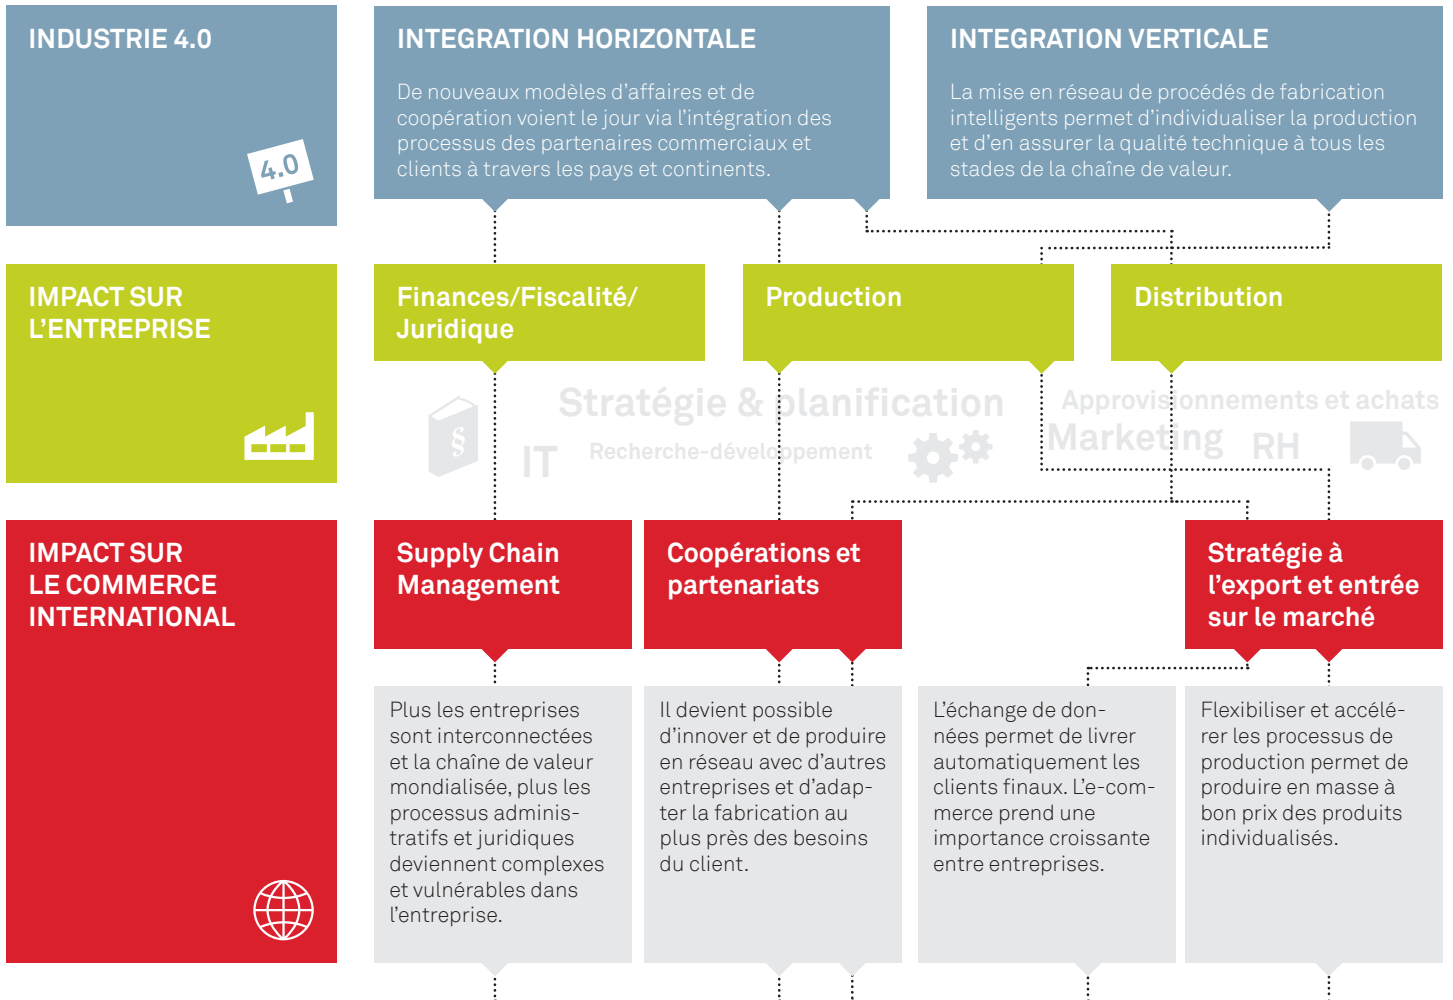 INDUSTRIE 4.0
4.0
INTEGRATION HORIZONTALE
De nouveaux modèles d’affaires et de
coopération voient le jour via l’intégration des
processus des partenaires commerciaux et
clients à travers les pays et continents.
INTEGRATION VERTICALE
La mise en réseau de procédés de fabrication
intelligents permet d’individualiser la production
et d’en assurer la qualité technique à tous les
stades de la chaîne de valeur.
IMPACT SUR
L’ENTREPRISE
Finances/Fiscalité/
Juridique
Production
Distribution
§
Stratégie & planification
Approvisionnements et achats
IT
Recherche-développement
Marketing
RH
IMPACT SUR
LE COMMERCE
INTERNATIONAL
Supply Chain
Management
Coopérations et
partenariats
Stratégie à
l’export et entrée
sur le marché
Plus les entreprises
sont interconnectées
et la chaîne de valeur
mondialisée, plus les
processus adminis-
tratifs et juridiques
deviennent complexes
et vulnérables dans
l’entreprise.
Il devient possible
d’innover et de produire
en réseau avec d’autres
entreprises et d’adap-
ter la fabrication au
plus près des besoins
du client.
L’échange de don-
nées permet de livrer
automatiquement les
clients finaux. L’e-com-
merce prend une
importance croissante
entre entreprises.
Flexibiliser et accélé-
rer les processus de
production permet de
produire en masse à
bon prix des produits
individualisés.